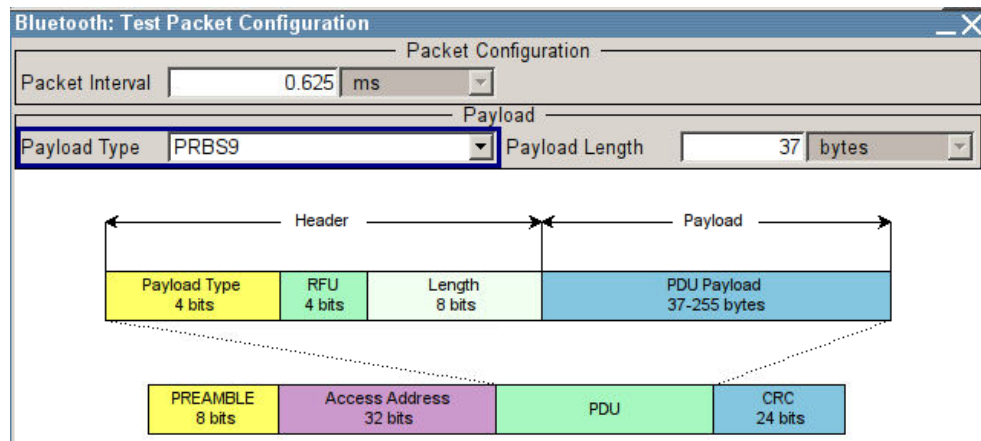 Bluetooth: Test Packet Configuration
Packet Configuration
Packet Interval 0.625 ms
Payload
Payload Type PRBS9 Payload Length 37 bytes
Header Payload
Payload Type RFU Length PDU Payload
4 bits 4 bits 8 bits 37-255 bytes
PREAMBLE Access Address PDU CRC
8 bits 32 bits 24 bits